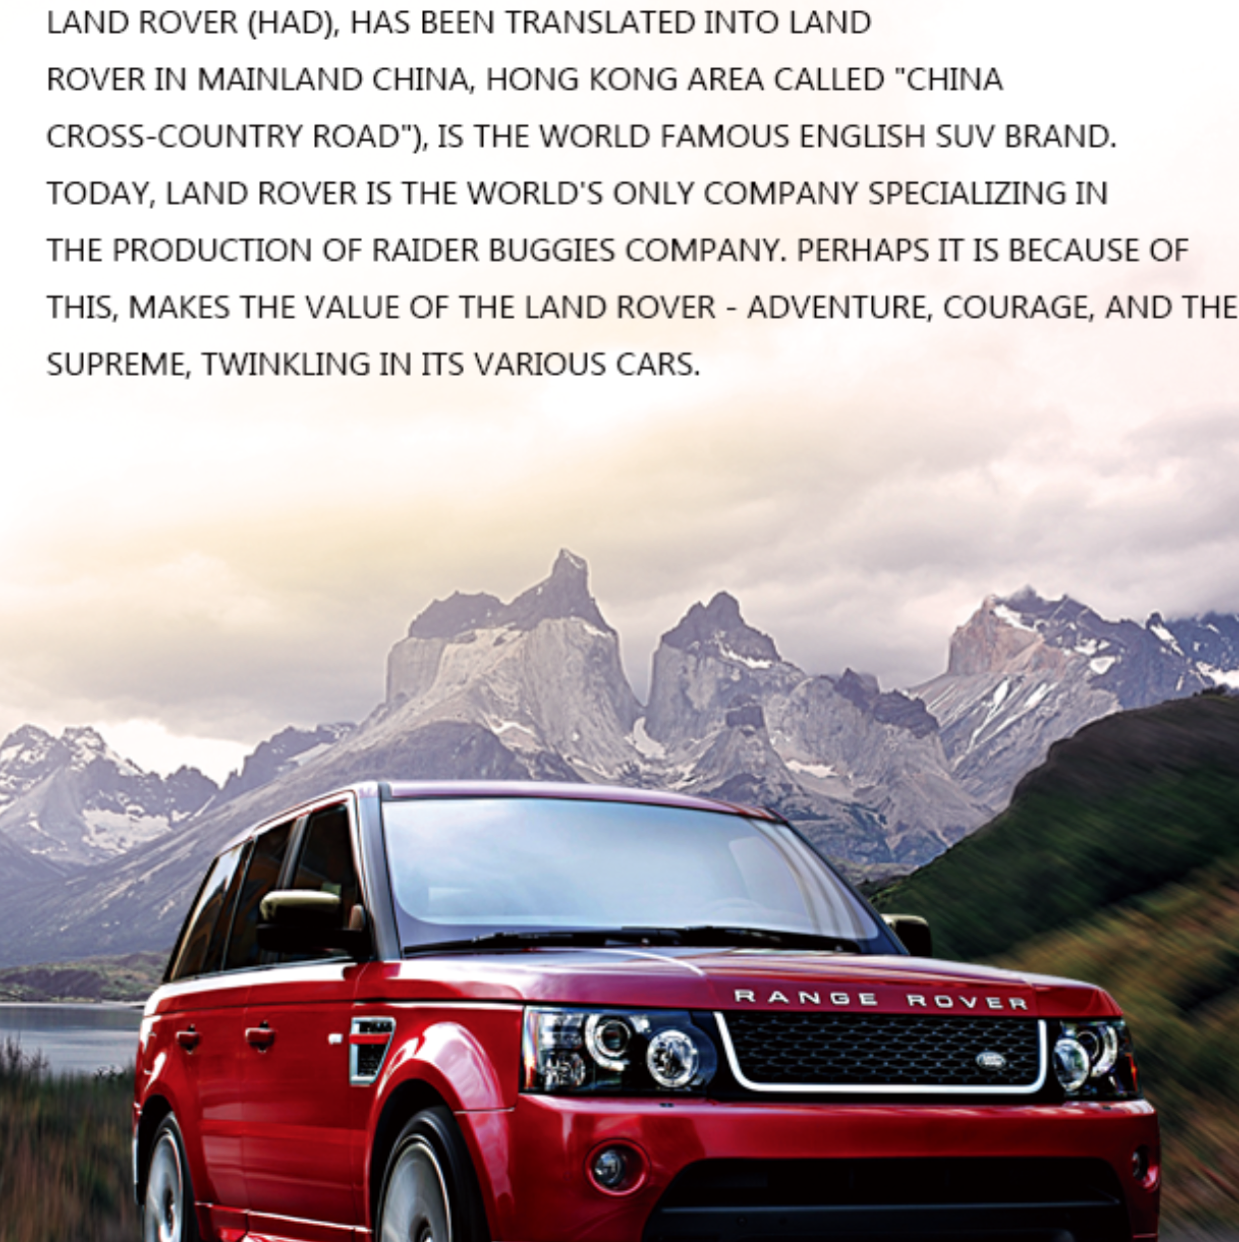 LAND ROVER (HAD), HAS BEEN TRANSLATED INTO LAND
ROVER IN MAINLAND CHINA, HONG KONG AREA CALLED "CHINA
CROSS-COUNTRY ROAD"), IS THE WORLD FAMOUS ENGLISH SUV BRAND.
TODAY, LAND ROVER IS THE WORLD'S ONLY COMPANY SPECIALIZING IN
THE PRODUCTION OF RAIDER BUGGIES COMPANY. PERHAPS IT IS BECAUSE OF
THIS, MAKES THE VALUE OF THE LAND ROVER - ADVENTURE, COURAGE, AND THE
SUPREME, TWINKLING IN ITS VARIOUS CARS.
RANGE ROVER